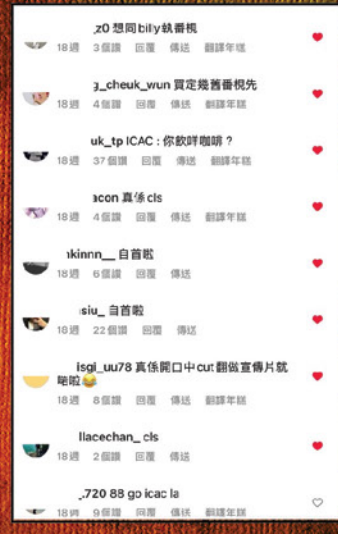 _z0 想同billy執番梘
18週 3個讚 回覆 傳送 翻譯年糕
g_cheuk_wun 買定幾舊番梘先
18週 4個讚 回覆 傳送 翻譯年糕
uk_tp ICAC : 你飲咩咖啡 ?
18週 37個讚 回覆 傳送 翻譯年糕
acon 真係cls
18週 4個讚 回覆 傳送 翻譯年糕
ıkinnn__ 自首啦
18週 6個讚 回覆 傳送
siu_ 自首啦
18週 22個讚 回覆 傳送
isgi_uu78 真係開口中cut翻做宣傳片就
啱啦😂
18週 8個讚 回覆 傳送 翻譯年糕
llacechan_ cls
18週 2個讚 回覆 傳送
_.720 88 go icac la
18週 9個讚 回覆 傳送 翻譯年糕